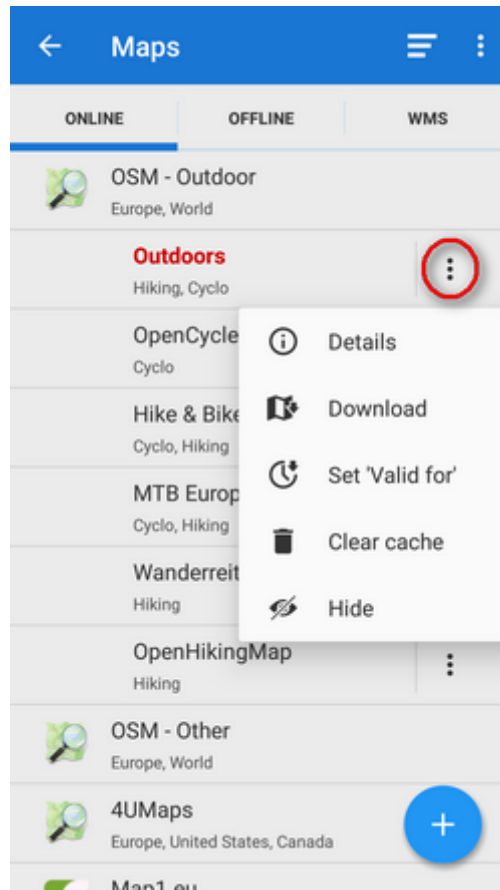 Maps
ONLINE OFFLINE WMS
OSM - Outdoor
Europe, World
Outdoors
Hiking, Cyclo
OpenCycle
Details
Cyclo
Download
Hike & Bike
Cyclo, Hiking
Set 'Valid for'
MTB Europ
Cyclo, Hiking
Clear cache
Wanderreit
Hiking
Hide
OpenHikingMap
Hiking
OSM - Other
Europe, World
4UMaps
Europe, United States, Canada
Map1.eu